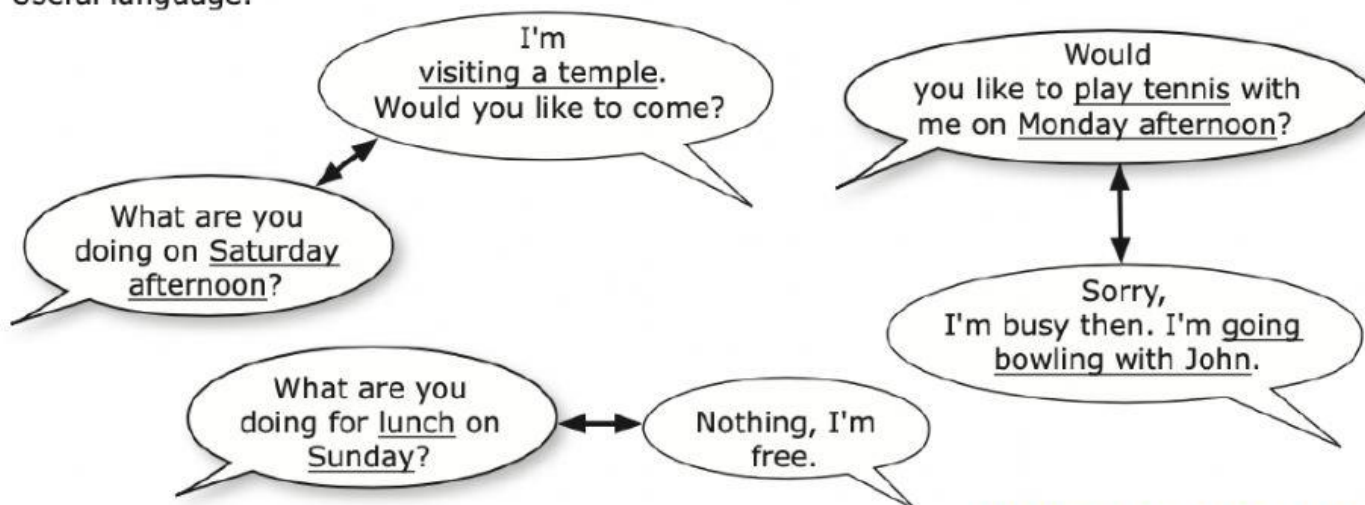 Useful language:
I'm
visiting a temple.
Would you like to come?
What are you
doing on Saturday
afternoon?
Would
you like to play tennis with
me on Monday afternoon?
Sorry,
I'm busy then. I'm going
bowling with John.
What are you
doing for lunch on
Sunday?
Nothing, I'm
free.